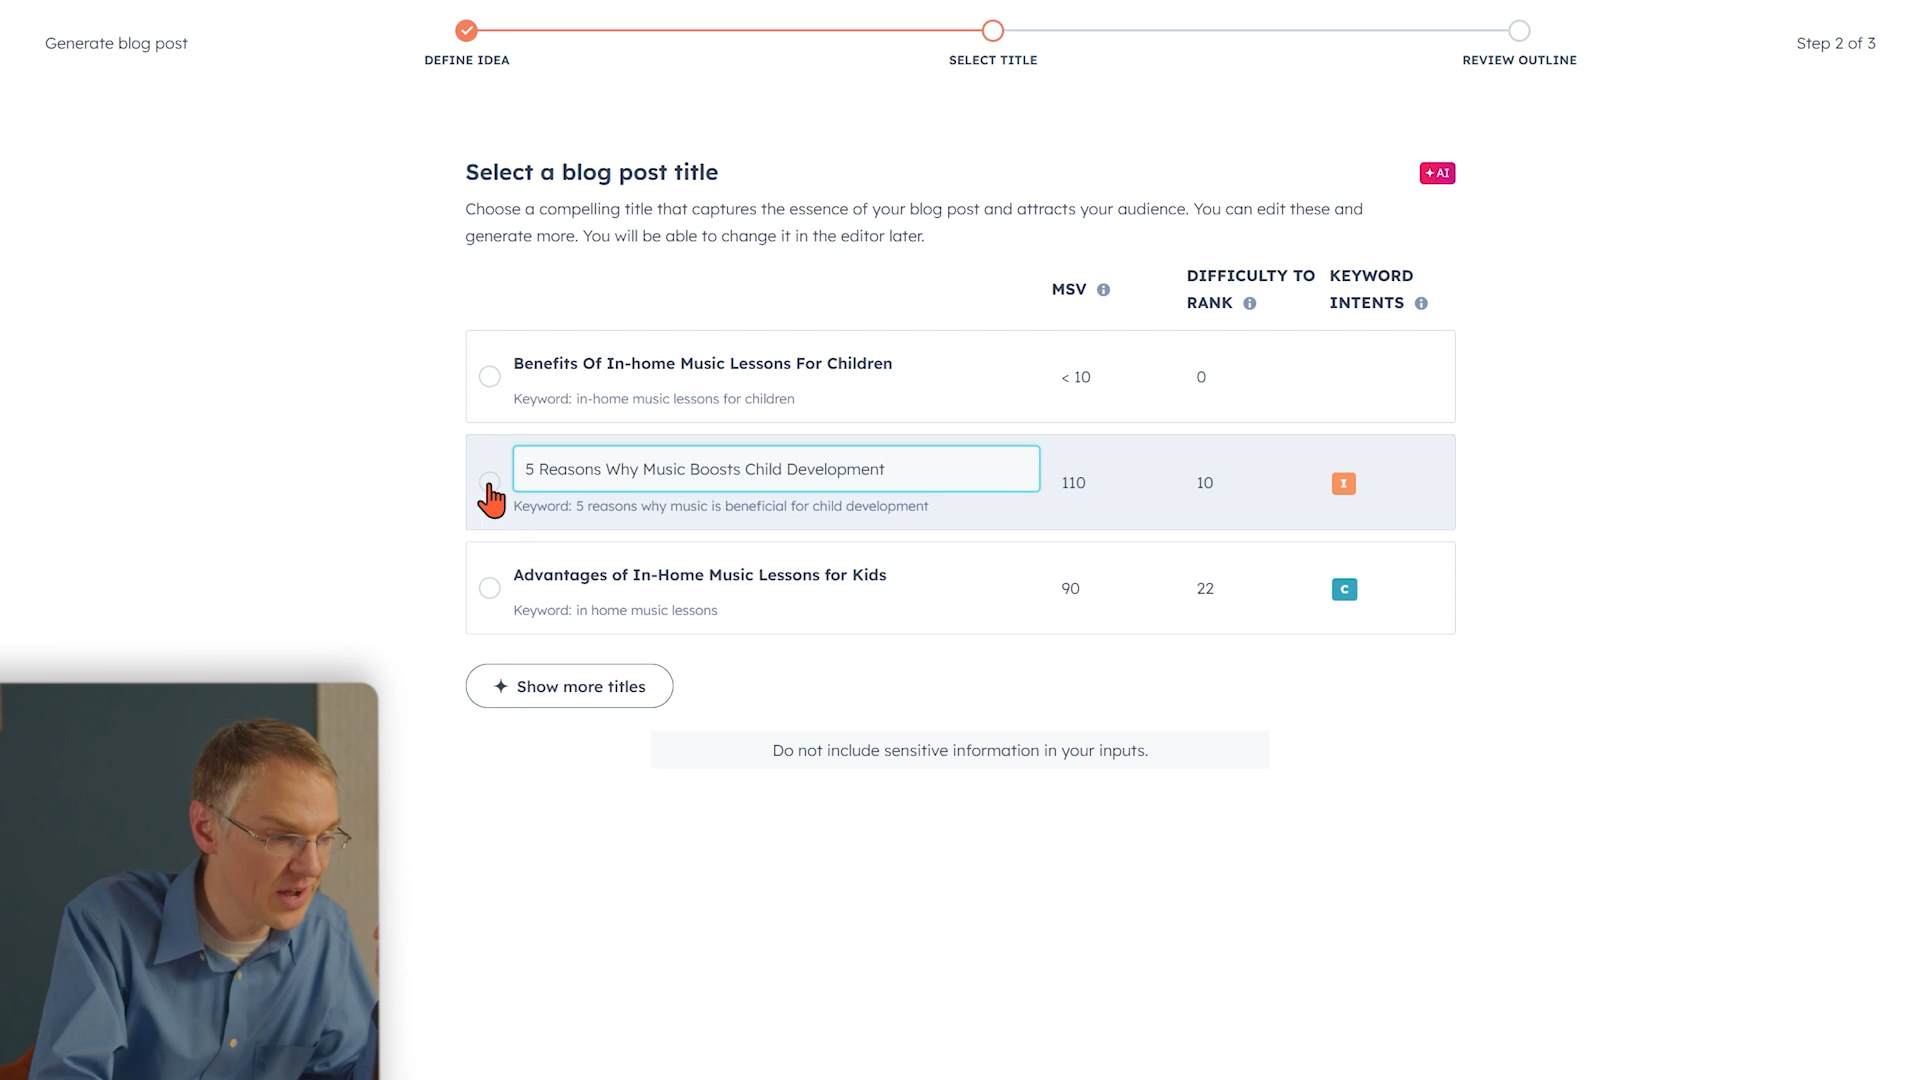 Generate blog post
DEFINE IDEA
SELECT TITLE
REVIEW OUTLINE
Step 2 of 3
Select a blog post title
AI
Choose a compelling title that captures the essence of your blog post and attracts your audience. You can edit these and
generate more. You will be able to change it in the editor later.
MSV
DIFFICULTY TO
RANK
KEYWORD
INTENTS
Benefits Of In-home Music Lessons For Children
Keyword: in-home music lessons for children
< 10
0
5 Reasons Why Music Boosts Child Development
Keyword: 5 reasons why music is beneficial for child development
110
10
I
Advantages of In-Home Music Lessons for Kids
Keyword: in home music lessons
90
22
C
Show more titles
Do not include sensitive information in your inputs.